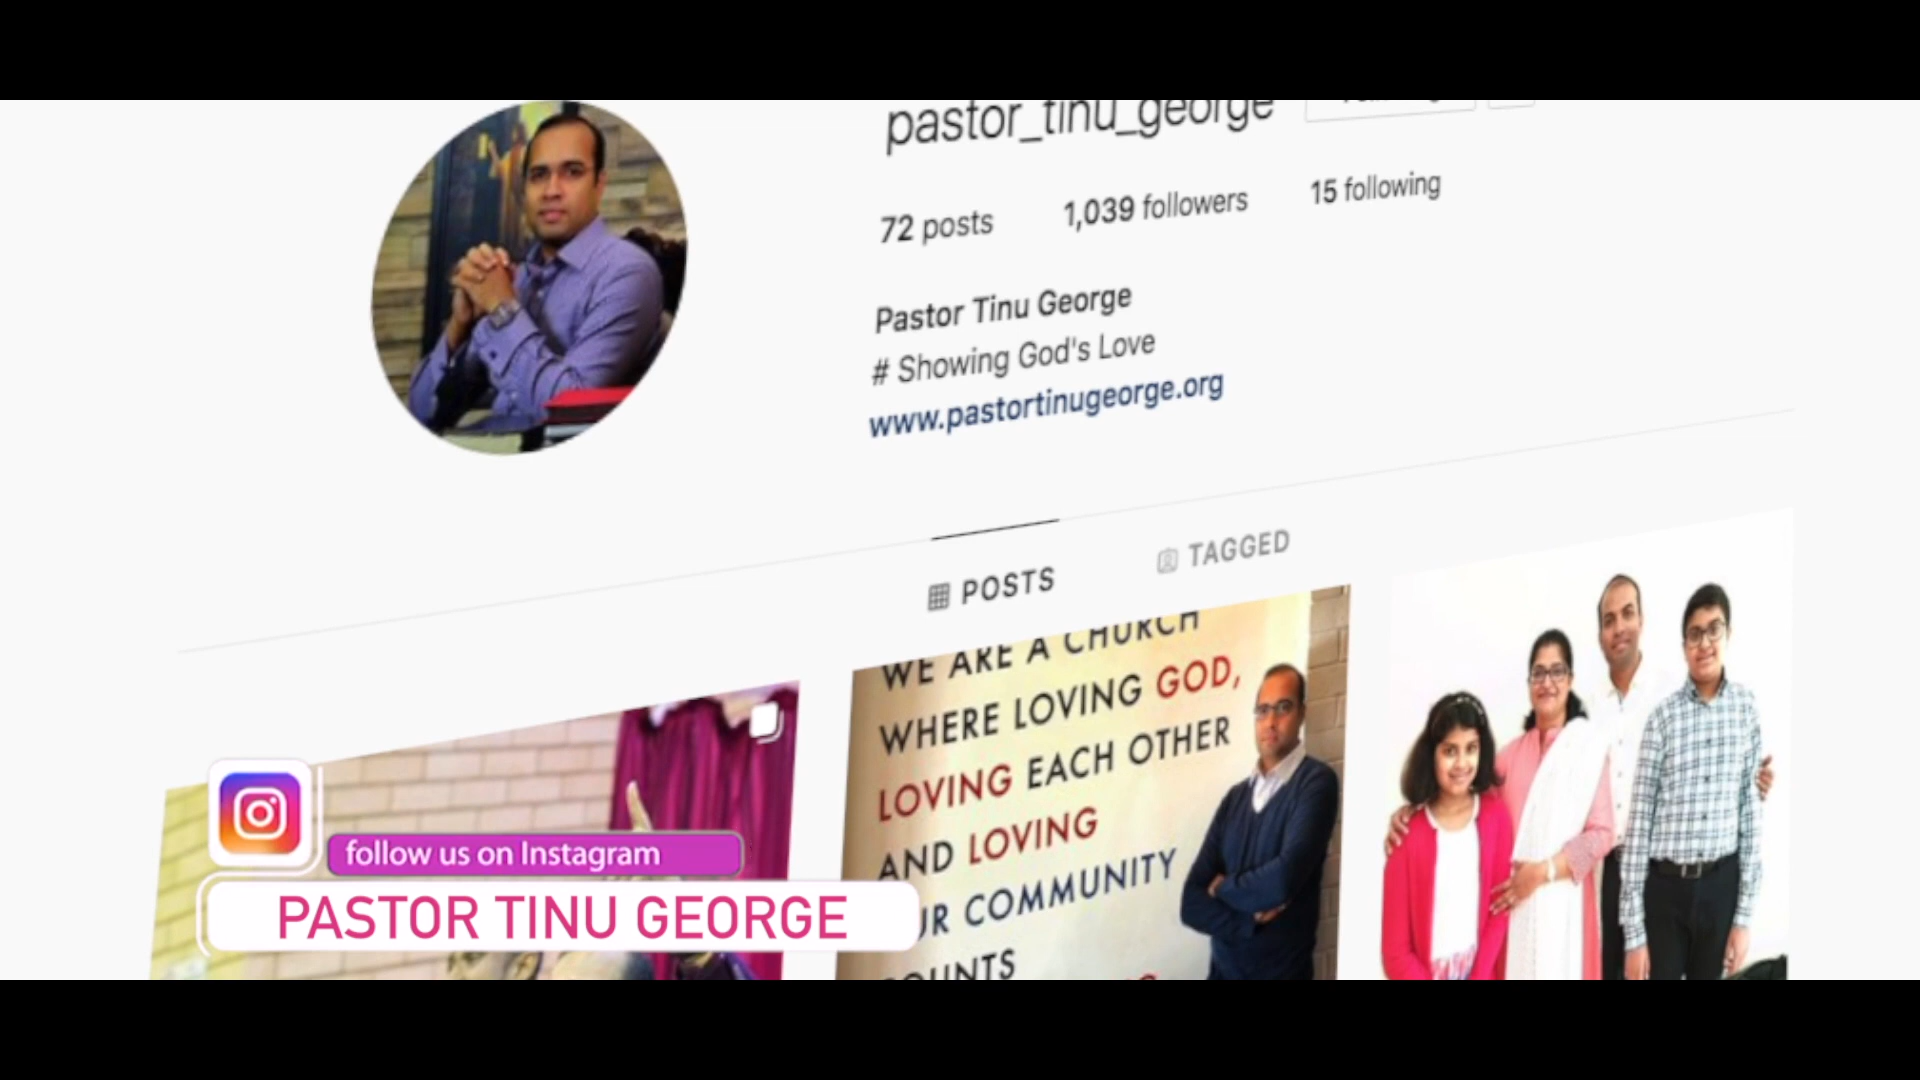 pastor_tinu_george
72 posts 1,039 followers 15 following
Pastor Tinu George
# Showing God's Love
www.pastortinugeorge.org
POSTS TAGGED
WE ARE A CHURCH
WHERE LOVING GOD,
LOVING EACH OTHER
AND LOVING
COMMUNITY
follow us on Instagram
PASTOR TINU GEORGE